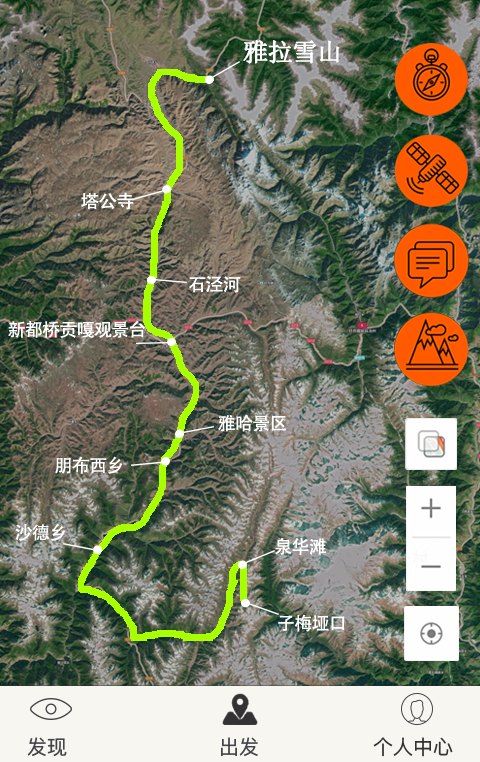 雅拉雪山
塔公寺
石泾河
新都桥贡嘎观景台
雅哈景区
朋布西乡
沙德乡
泉华滩
子梅垭口
发现
出发
个人中心